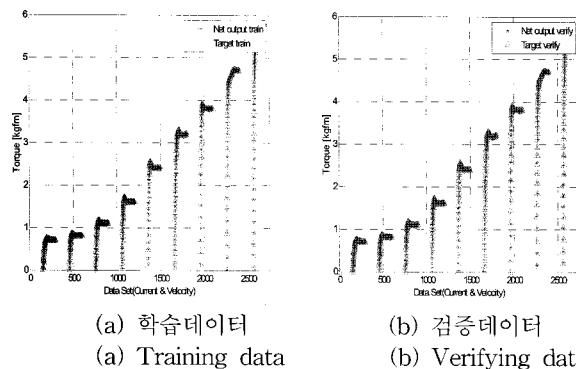 6
5
4
3
2
1
0
Torque [kgfm]
Net output train
Target train
0 500 1000 1500 2000 2500
Data Set(Current & Velocity)
6
5
4
3
2
1
0
Torque [kgfm]
Net output verify
Target verify
0 500 1000 1500 2000 2500
Data Set(Current & Velocity)
(a) 학습데이터
(b) 검증데이터
(a) Training data
(b) Verifying dat